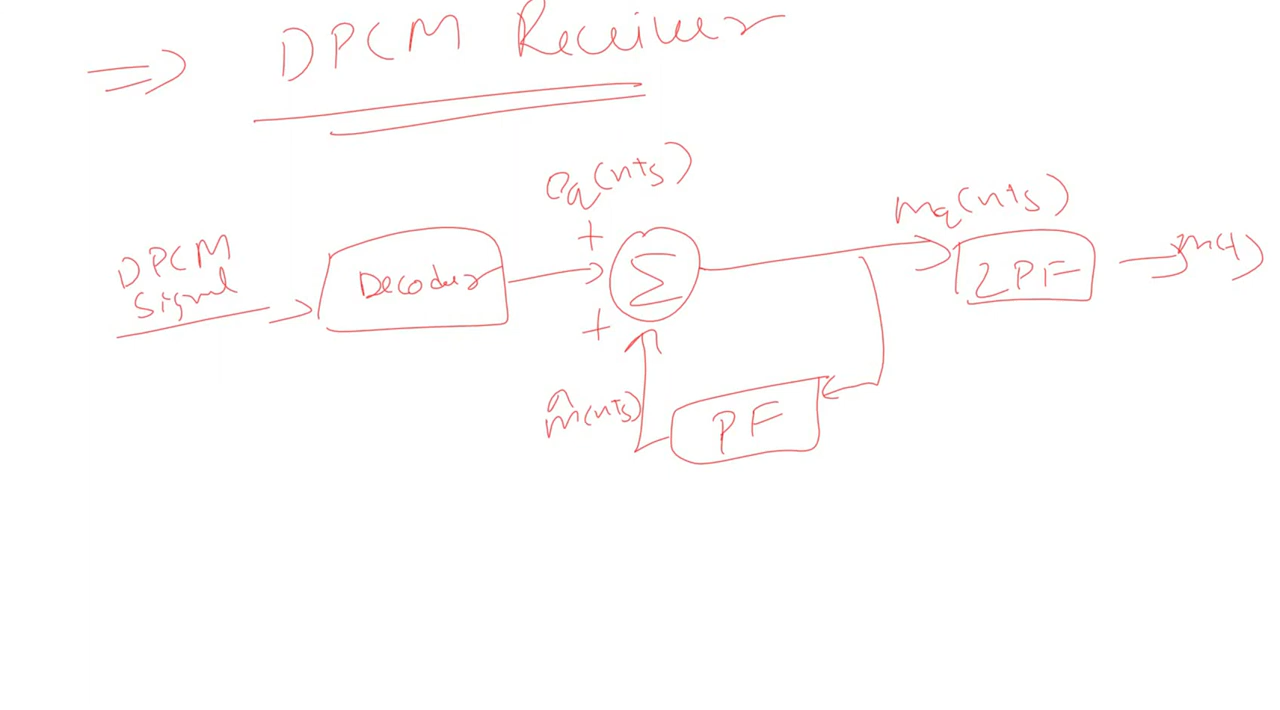 => DPCM Receiver
eq(nts)
mq(nts)
DPCM
Signal
Decoder
+
Σ
+
LPF
m(t)
m̂(nts)
PF